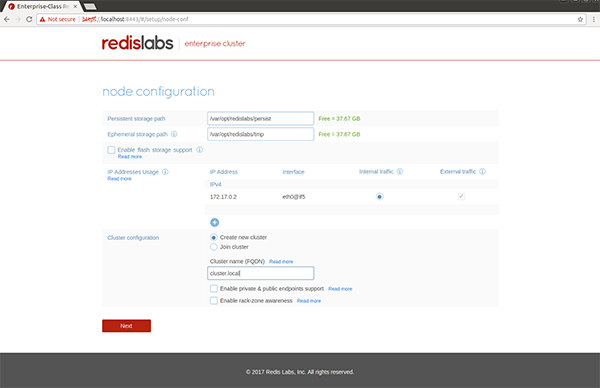 Enterprise-Class Re
Not secure https://localhost:8443/#/setup/node-conf
redislabs enterprise cluster
node configuration
Persistent storage path /var/opt/redislabs/persist Free = 37.67 GB
Ephemeral storage path /var/opt/redislabs/tmp Free = 37.67 GB
Enable flash storage support
Read more
IP Addresses Usage IP Address Interface Internal traffic External traffic
Read more
IPv4
172.17.0.2 eth0@if5
Cluster configuration Create new cluster
Join cluster
Cluster name (FQDN) Read more
cluster.local
Enable private & public endpoints support Read more
Enable rack-zone awareness Read more
Next
© 2017 Redis Labs, Inc. All rights reserved.